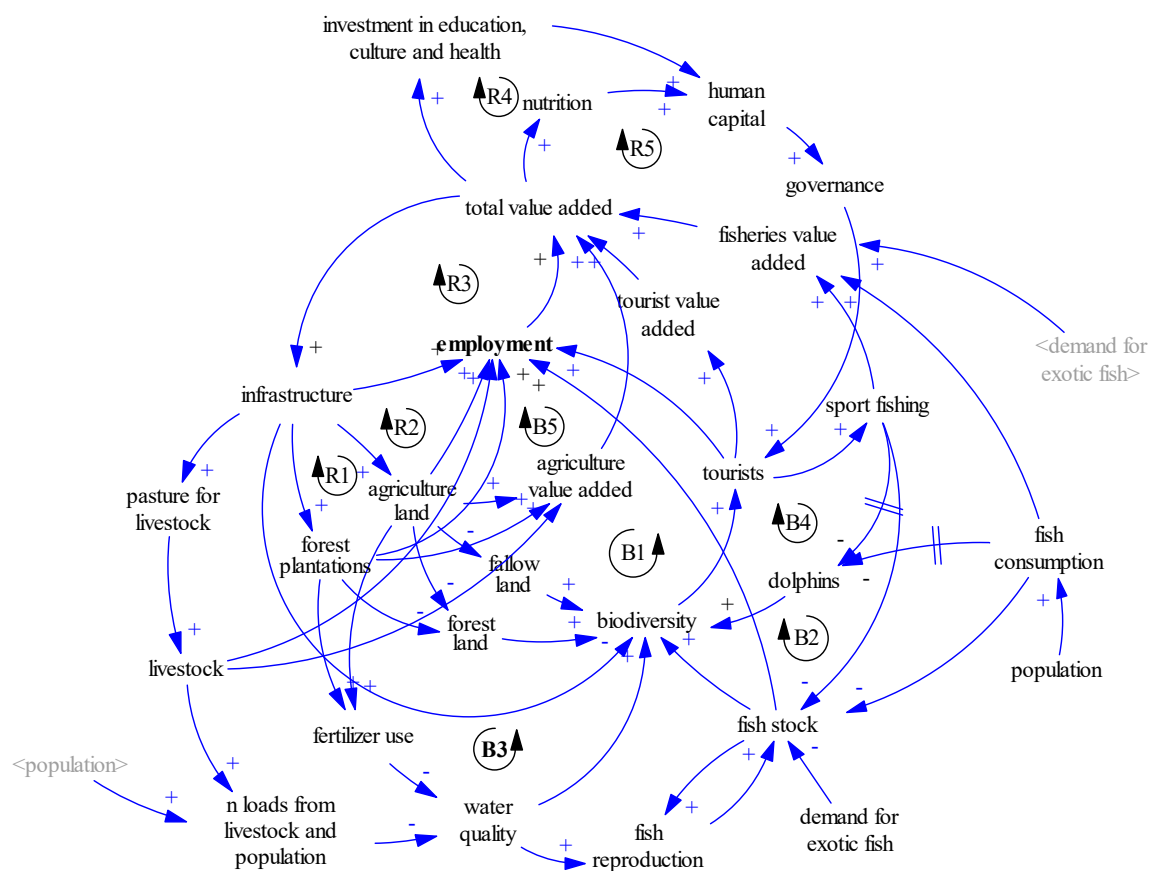 investment in education,
culture and health
R4
nutrition
human
capital
R5
governance
total value added
fisheries value
added
R3
tourist value
added
<demand for
exotic fish>
employment
infrastructure
sport fishing
R2
B5
R1
agriculture
land
agriculture
value added
tourists
pasture for
livestock
B4
forest
plantations
B1
fish
consumption
fallow
land
dolphins
forest
land
biodiversity
B2
livestock
population
fertilizer use
B3
fish stock
<population>
n loads from
livestock and
population
water
quality
fish
reproduction
demand for
exotic fish